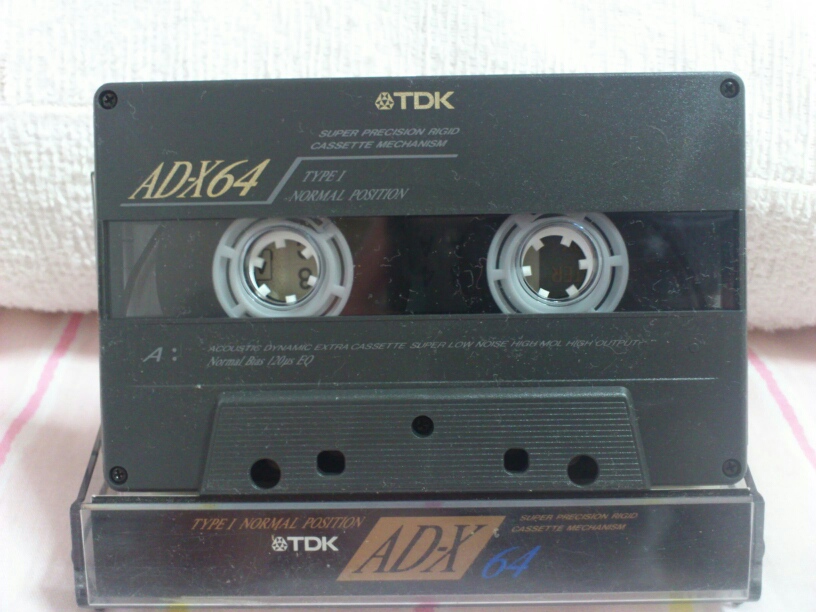 TDK
SUPER PRECISION RIGID
CASSETTE MECHANISM
AD-X64
TYPE I
NORMAL POSITION
A:
ACOUSTIC DYNAMIC EXTRA CASSETTE SUPER LOW NOISE HIGH MOL HIGH OUTPUT
Normal Bias 120µs EQ
TYPE I NORMAL POSITION
TDK
AD-X
64
SUPER PRECISION RIGID
CASSETTE MECHANISM